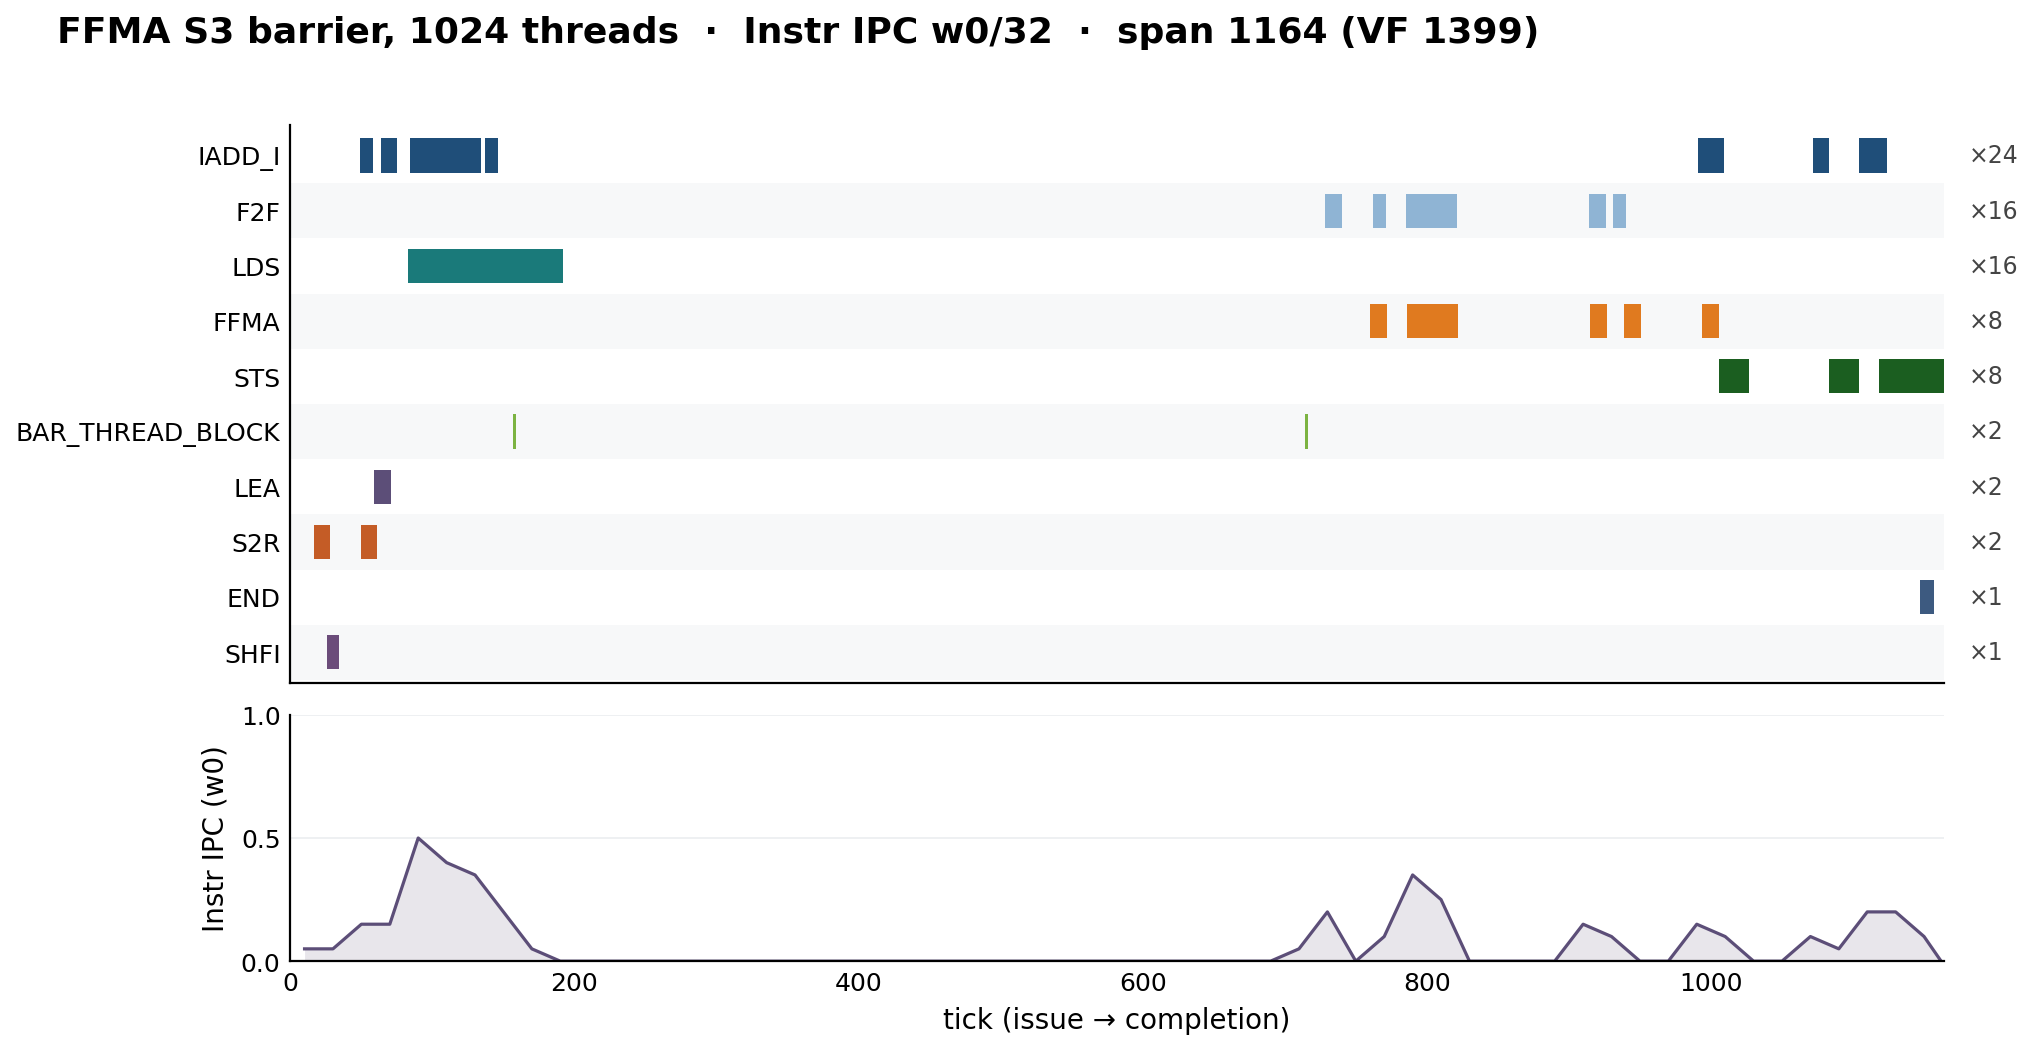 FFMA S3 barrier, 1024 threads · Instr IPC w0/32 · span 1164 (VF 1399)
IADD_I ×24
F2F ×16
LDS ×16
FFMA ×8
STS ×8
BAR_THREAD_BLOCK ×2
LEA ×2
S2R ×2
END ×1
SHFI ×1
Instr IPC (w0)
1.0
0.5
0.0
0 200 400 600 800 1000
tick (issue → completion)